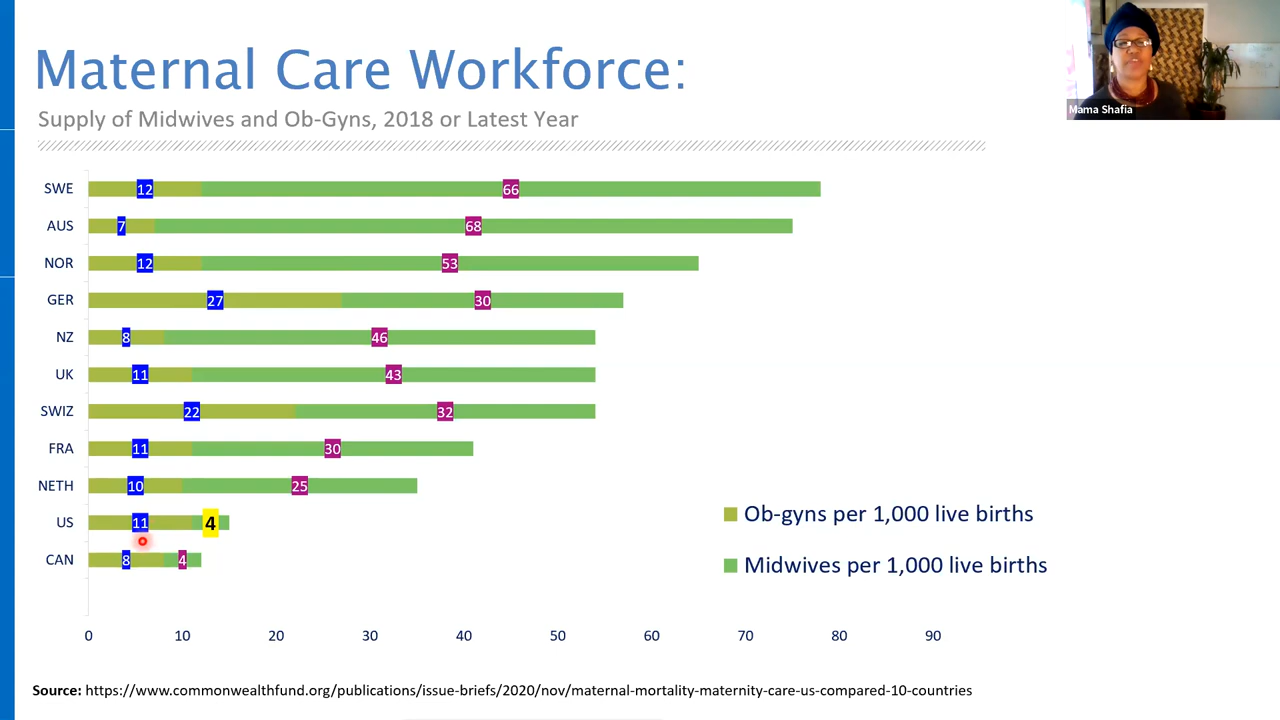 Maternal Care Workforce:
Supply of Midwives and Ob-Gyns, 2018 or Latest Year
Mama Shafia
SWE 12 66
AUS 7 68
NOR 12 53
GER 27 30
NZ 8 46
UK 11 43
SWIZ 22 32
FRA 11 30
NETH 10 25
US 11 4
CAN 8 4
Ob-gyns per 1,000 live births
Midwives per 1,000 live births
0 10 20 30 40 50 60 70 80 90
Source: https://www.commonwealthfund.org/publications/issue-briefs/2020/nov/maternal-mortality-maternity-care-us-compared-10-countries